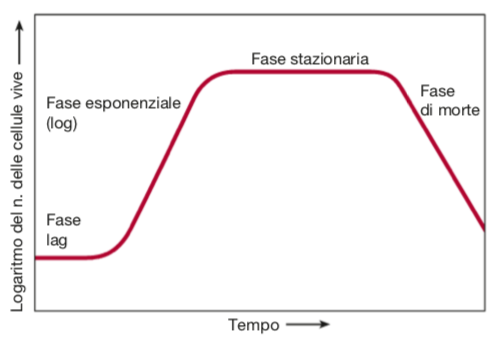 Logaritmo del n. delle cellule vive
Fase stazionaria
Fase esponenziale
(log)
Fase
di morte
Fase
lag
Tempo